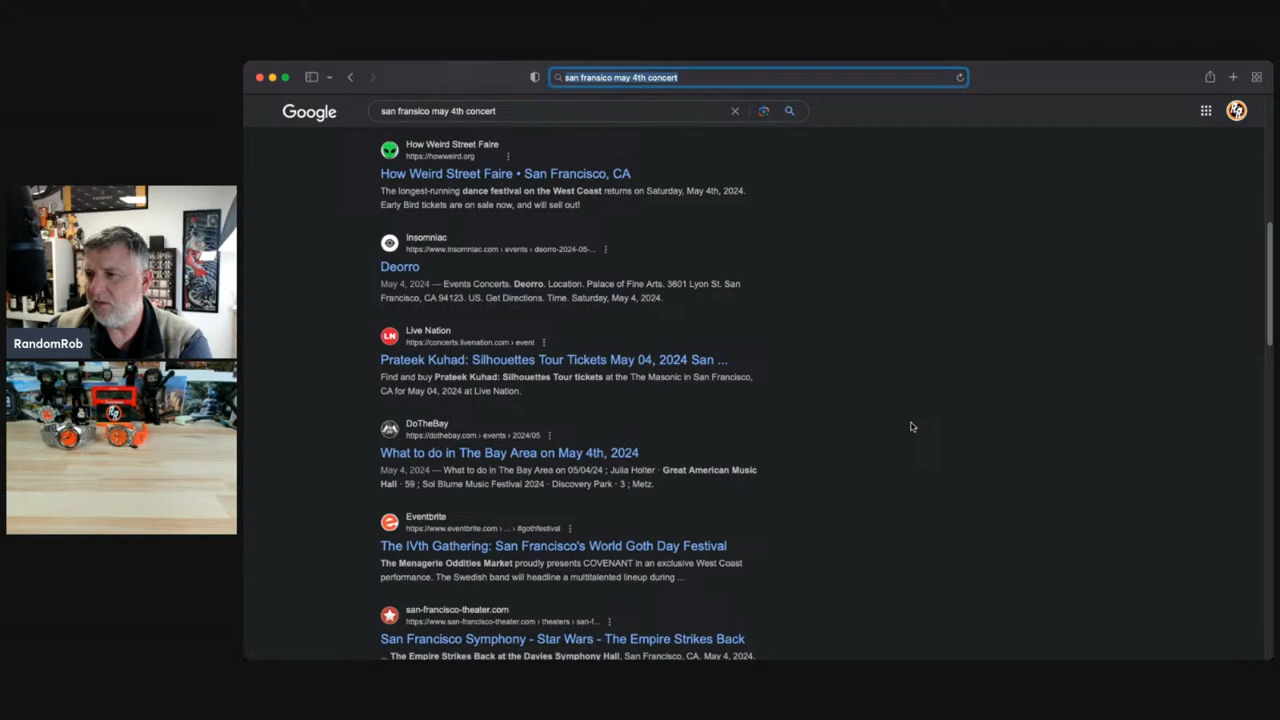 san fransico may 4th concert
Google
san fransico may 4th concert
RR
How Weird Street Faire
https://howweird.org
How Weird Street Faire • San Francisco, CA
The longest-running dance festival on the West Coast returns on Saturday, May 4th, 2024.
Early Bird tickets are on sale now, and will sell out!
Insomniac
https://www.insomniac.com › events › deorro-2024-05-...
Deorro
May 4, 2024 — Events Concerts. Deorro. Location. Palace of Fine Arts. 3601 Lyon St. San
Francisco, CA 94123. US. Get Directions. Time. Saturday, May 4, 2024.
LN
Live Nation
https://concerts.livenation.com › event
Prateek Kuhad: Silhouettes Tour Tickets May 04, 2024 San ...
Find and buy Prateek Kuhad: Silhouettes Tour tickets at the The Masonic in San Francisco,
CA for May 04, 2024 at Live Nation.
DoTheBay
https://dothebay.com › events › 2024/05
What to do in The Bay Area on May 4th, 2024
May 4, 2024 — What to do in The Bay Area on 05/04/24 ; Julia Holter · Great American Music
Hall · 59 ; Sol Blume Music Festival 2024 · Discovery Park · 3 ; Metz.
e
Eventbrite
https://www.eventbrite.com › ... › #gothfestival
The IVth Gathering: San Francisco's World Goth Day Festival
The Menagerie Oddities Market proudly presents COVENANT in an exclusive West Coast
performance. The Swedish band will headline a multitalented lineup during ...
san-francisco-theater.com
https://www.san-francisco-theater.com › theaters › san-f...
San Francisco Symphony - Star Wars - The Empire Strikes Back
... The Empire Strikes Back at the Davies Symphony Hall, San Francisco, CA. May 4, 2024.
RandomRob
RR